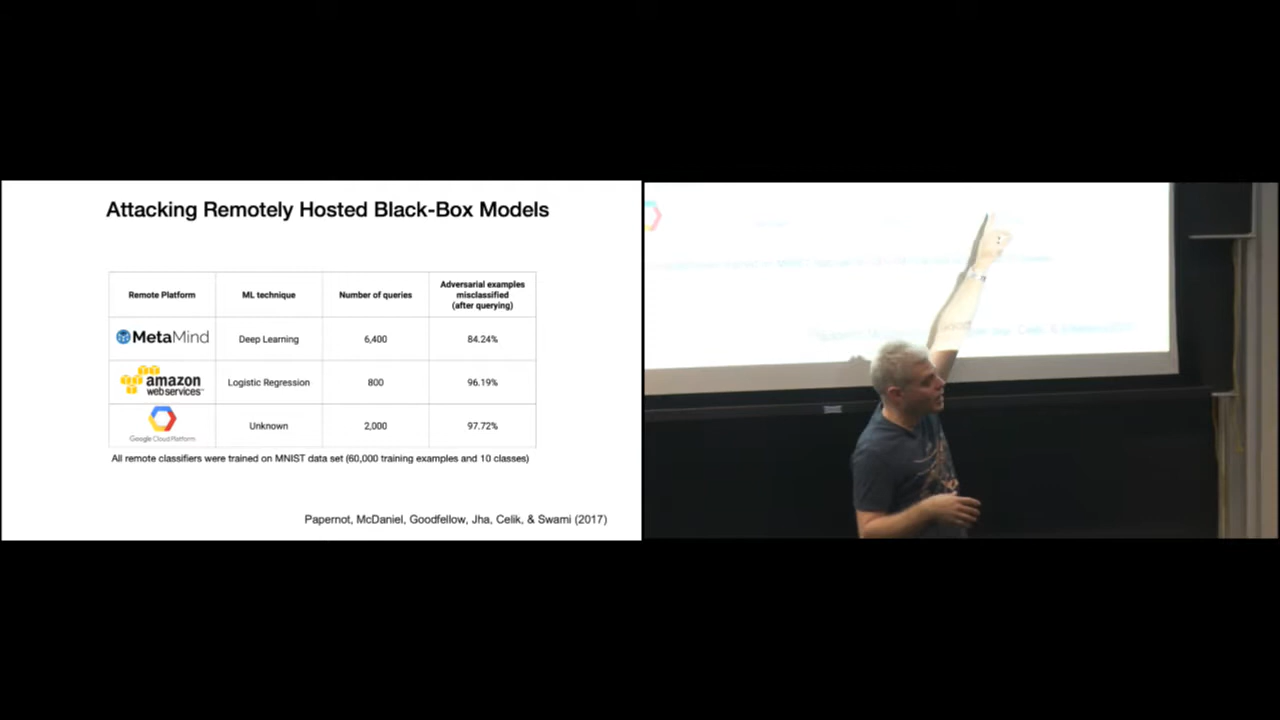 Attacking Remotely Hosted Black-Box Models
Remote Platform ML technique Number of queries Adversarial examples misclassified (after querying)
MetaMind Deep Learning 6,400 84.24%
amazon web services Logistic Regression 800 96.19%
Google Cloud Platform Unknown 2,000 97.72%
All remote classifiers were trained on MNIST data set (60,000 training examples and 10 classes)
Papernot, McDaniel, Goodfellow, Jha, Celik, & Swami (2017)